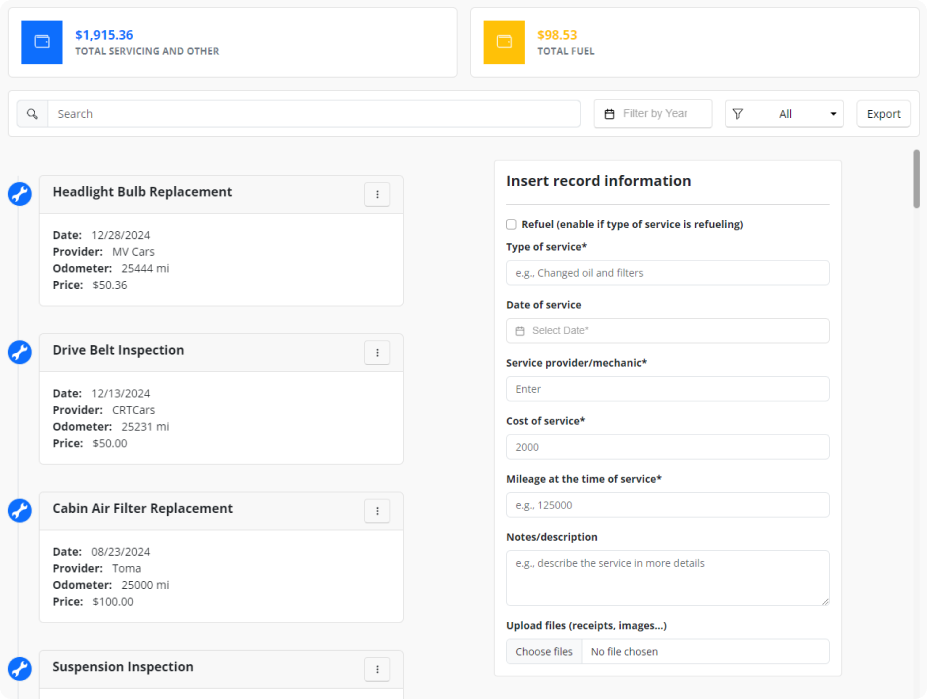 $1,915.36
TOTAL SERVICING AND OTHER
$98.53
TOTAL FUEL
Search
Filter by Year
All
Export
Headlight Bulb Replacement
Date: 12/28/2024
Provider: MV Cars
Odometer: 25444 mi
Price: $50.36
Drive Belt Inspection
Date: 12/13/2024
Provider: CRTCars
Odometer: 25231 mi
Price: $50.00
Cabin Air Filter Replacement
Date: 08/23/2024
Provider: Toma
Odometer: 25000 mi
Price: $100.00
Suspension Inspection
Insert record information
Refuel (enable if type of service is refueling)
Type of service*
e.g., Changed oil and filters
Date of service
Select Date*
Service provider/mechanic*
Enter
Cost of service*
2000
Mileage at the time of service*
e.g., 125000
Notes/description
e.g., describe the service in more details
Upload files (receipts, images...)
Choose files No file chosen